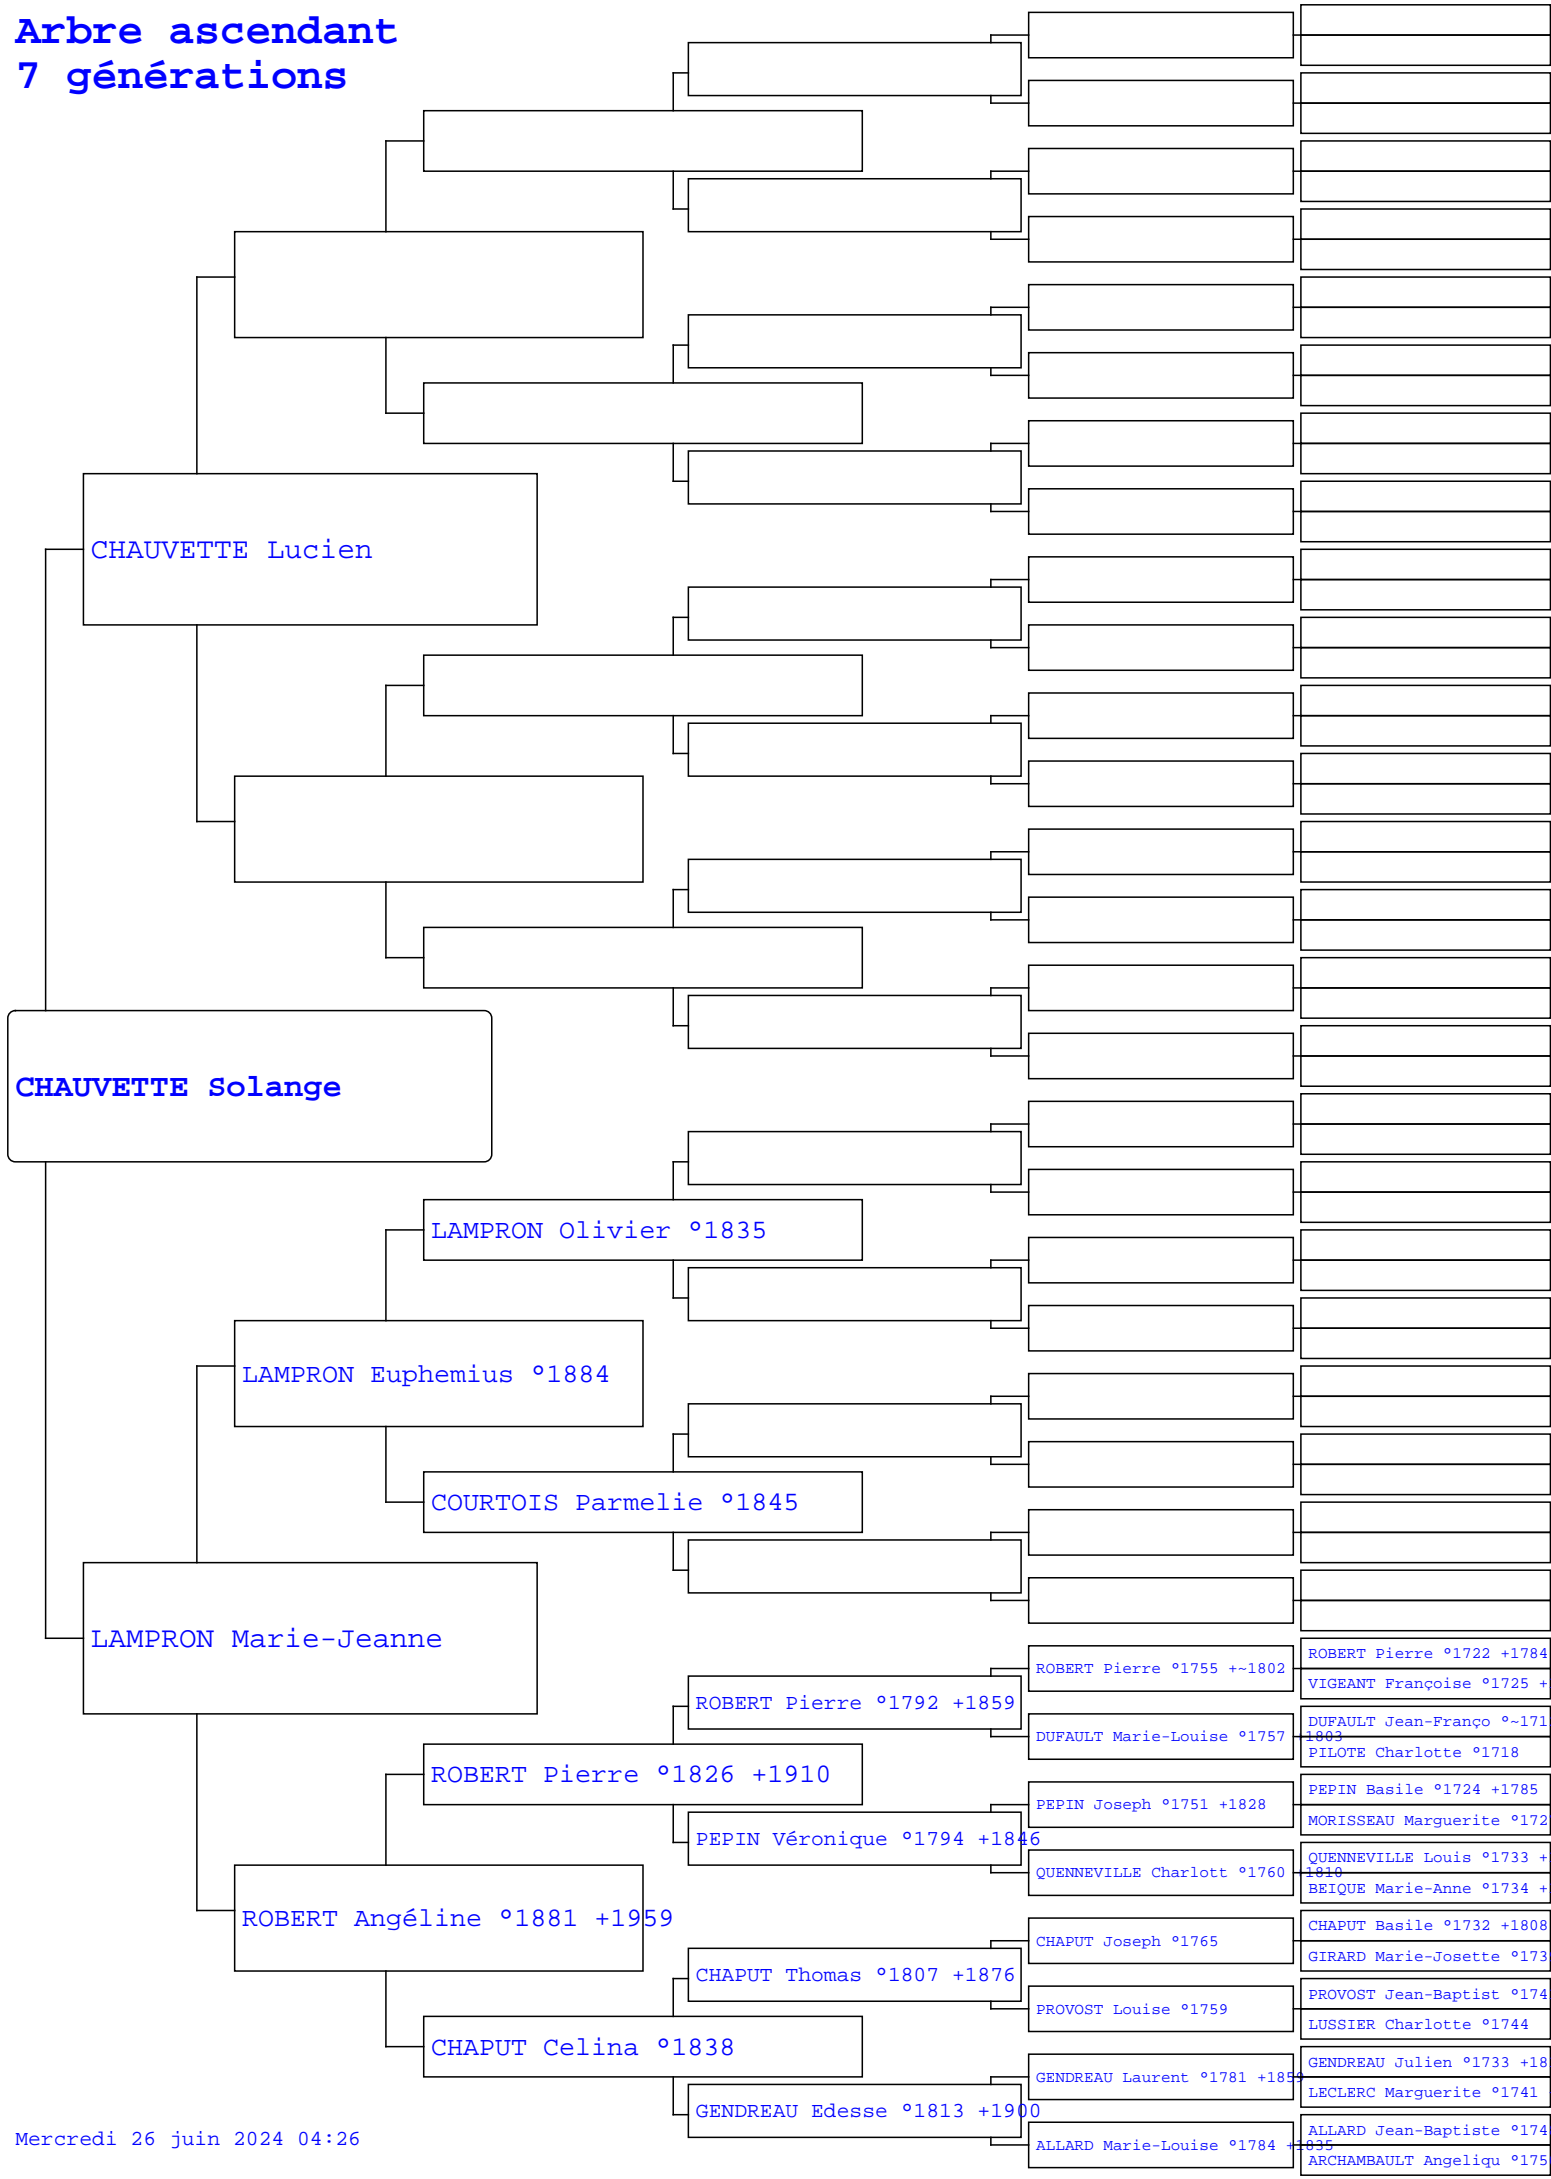 Arbre ascendant
7 générations
CHAUVETTE Lucien
CHAUVETTE Solange
LAMPRON Olivier °1835
LAMPRON Euphemius °1884
COURTOIS Parmelie °1845
LAMPRON Marie-Jeanne
ROBERT Pierre °1722 +1784
ROBERT Pierre °1755 +~1802
VIGEANT Françoise °1725 +
ROBERT Pierre °1792 +1859
DUFAULT Jean-Franço °~171
DUFAULT Marie-Louise °1757 +1803
PILOTE Charlotte °1718
ROBERT Pierre °1826 +1910
PEPIN Basile °1724 +1785
PEPIN Joseph °1751 +1828
MORISSEAU Marguerite °172
PEPIN Véronique °1794 +1846
QUENNEVILLE Louis °1733 +
QUENNEVILLE Charlott °1760 +1810
BEIQUE Marie-Anne °1734 +
ROBERT Angéline °1881 +1959
CHAPUT Basile °1732 +1808
CHAPUT Joseph °1765
GIRARD Marie-Josette °173
CHAPUT Thomas °1807 +1876
PROVOST Jean-Baptist °174
PROVOST Louise °1759
LUSSIER Charlotte °1744
CHAPUT Celina °1838
GENDREAU Julien °1733 +18
GENDREAU Laurent °1781 +1859
LECLERC Marguerite °1741
GENDREAU Edesse °1813 +1900
ALLARD Jean-Baptiste °174
ALLARD Marie-Louise °1784 +1835
ARCHAMBAULT Angeliqu °175
Mercredi 26 juin 2024 04:26